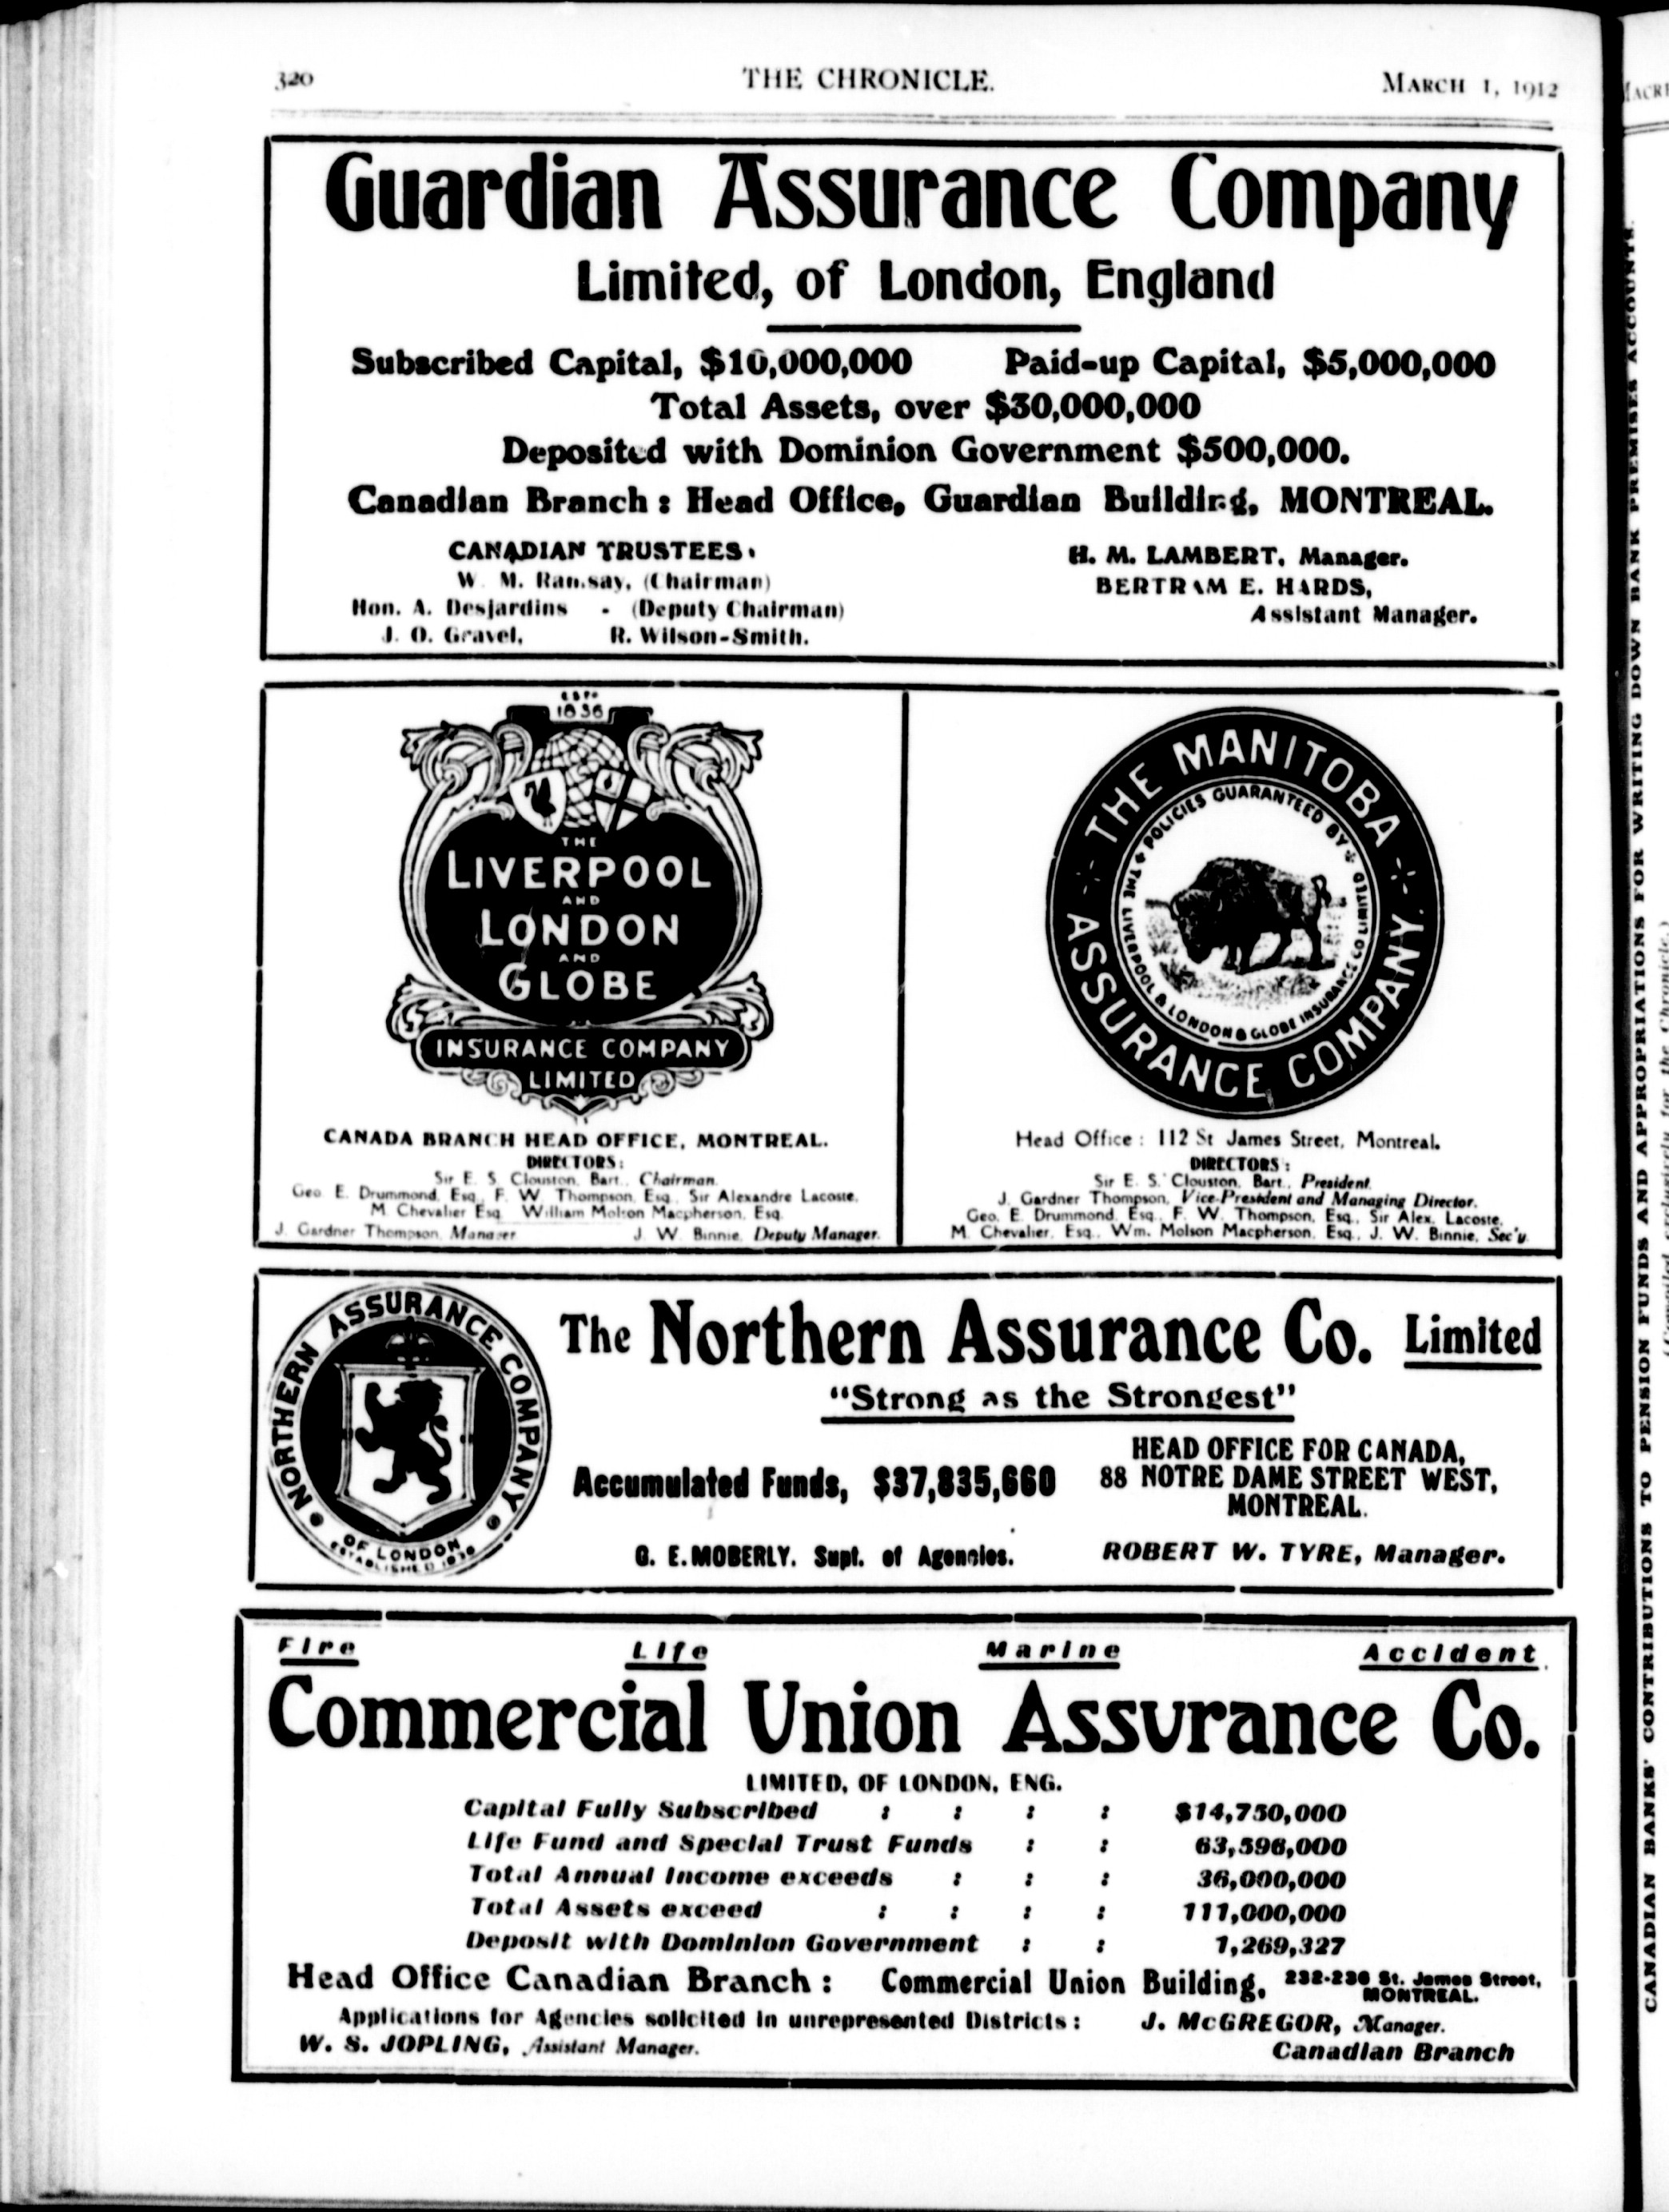 320 THE CHRONICLE. MARCH 1, 1912
Guardian Assurance Company
Limited, of London, England
Subscribed Capital, $10,000,000 Paid-up Capital, $5,000,000
Total Assets, over $30,000,000
Deposited with Dominion Government $500,000.
Canadian Branch : Head Office, Guardian Building, MONTREAL.
CANADIAN TRUSTEES:
W. M. Ramsay, (Chairman)
Hon. A. Desjardins - (Deputy Chairman)
J. O. Gravel, R. Wilson-Smith.
H. M. LAMBERT, Manager.
BERTRAM E. HARDS,
Assistant Manager.
ESTD
1836
THE
LIVERPOOL
AND
LONDON
AND
GLOBE
INSURANCE COMPANY
LIMITED
CANADA BRANCH HEAD OFFICE, MONTREAL.
DIRECTORS:
Sir E. S. Clouston, Bart., Chairman.
Geo. E. Drummond, Esq., F. W. Thompson, Esq., Sir Alexandre Lacoste,
M. Chevalier Esq. William Molson Macpherson, Esq.
J. Gardner Thompson, Manager J. W. Binnie, Deputy Manager.
THE MANITOBA
ASSURANCE COMPANY.
POLICIES GUARANTEED BY
THE LIVERPOOL & LONDON & GLOBE INSURANCE CO LIMITED
Head Office : 112 St James Street, Montreal.
DIRECTORS :
Sir E. S. Clouston, Bart., President
J. Gardner Thompson, Vice-President and Managing Director.
Geo. E. Drummond, Esq., F. W. Thompson, Esq., Sir Alex. Lacoste,
M. Chevalier, Esq., Wm. Molson Macpherson, Esq., J. W. Binnie, Sec'y.
NORTHERN ASSURANCE COMPANY
OF LONDON
ESTABLISHED 1836
The Northern Assurance Co. Limited
"Strong as the Strongest"
Accumulated Funds, $37,835,660
HEAD OFFICE FOR CANADA,
88 NOTRE DAME STREET WEST,
MONTREAL.
G. E. MOBERLY, Supt. of Agencies. ROBERT W. TYRE, Manager.
Fire Life Marine Accident
Commercial Union Assurance Co.
LIMITED, OF LONDON, ENG.
Capital Fully Subscribed : : : : $14,750,000
Life Fund and Special Trust Funds : : 63,596,000
Total Annual Income exceeds : : : 36,000,000
Total Assets exceed : : : : 111,000,000
Deposit with Dominion Government : : 1,269,327
Head Office Canadian Branch : Commercial Union Building, 232-236 St. James Street,
MONTREAL.
Applications for Agencies solicited in unrepresented Districts : J. McGREGOR, Manager.
W. S. JOPLING, Assistant Manager. Canadian Branch
CANADIAN BANKS' CONTRIBUTIONS TO PENSION FUNDS AND APPROPRIATIONS FOR WRITING DOWN BANK PREMISES ACCOUNTS.
(Compiled exclusively for the Chronicle.)